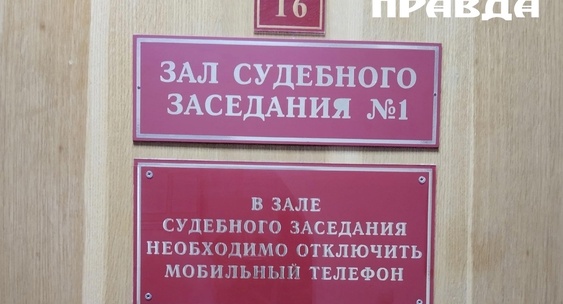 16
ПРАВДА
ЗАЛ СУДЕБНОГО
ЗАСЕДАНИЯ №1
В ЗАЛЕ
СУДЕБНОГО ЗАСЕДАНИЯ
НЕОБХОДИМО ОТКЛЮЧИТЬ
МОБИЛЬНЫЙ ТЕЛЕФОН